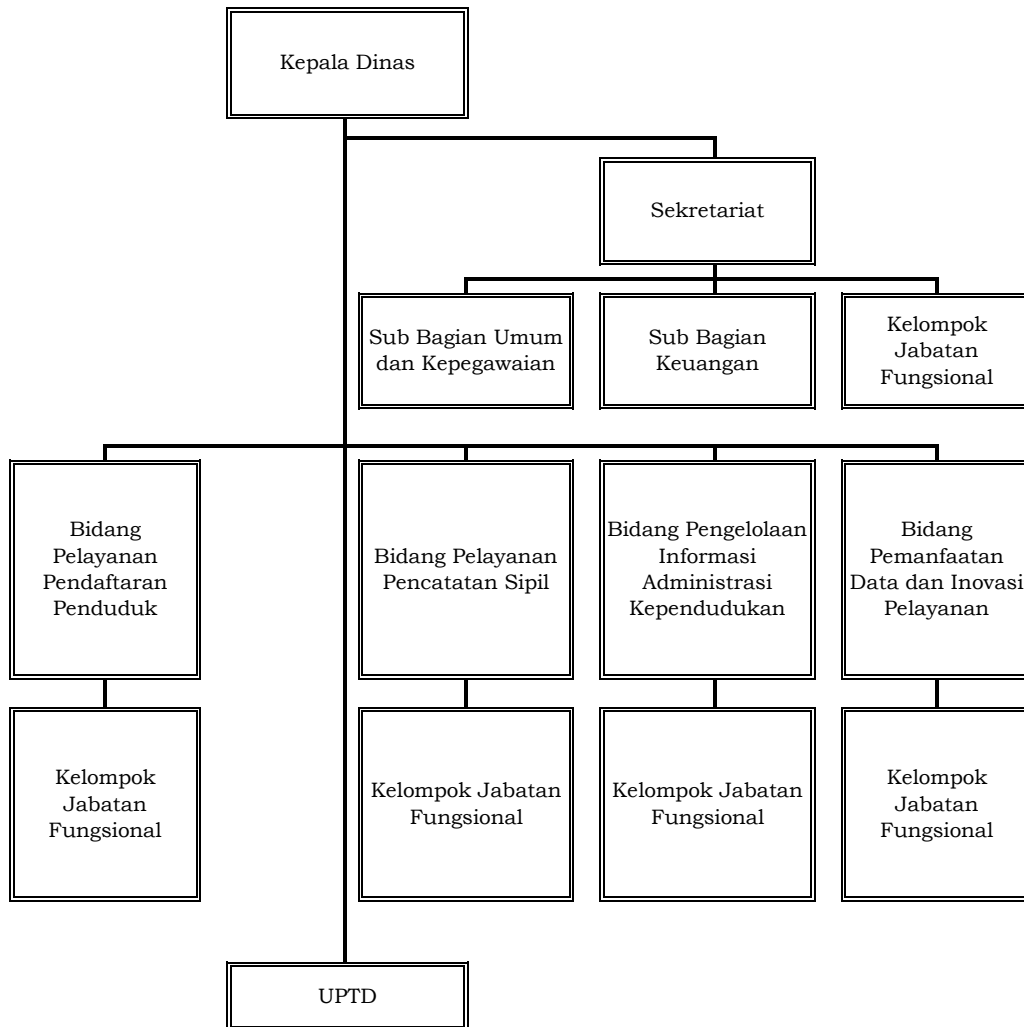 Kepala Dinas
Sekretariat
Sub Bagian Umum
dan Kepegawaian
Sub Bagian
Keuangan
Kelompok
Jabatan
Fungsional
Bidang
Pelayanan
Pendaftaran
Penduduk
Bidang Pelayanan
Pencatatan Sipil
Bidang Pengelolaan
Informasi
Administrasi
Kependudukan
Bidang
Pemanfaatan
Data dan Inovasi
Pelayanan
Kelompok
Jabatan
Fungsional
Kelompok Jabatan
Fungsional
Kelompok Jabatan
Fungsional
Kelompok
Jabatan
Fungsional
UPTD